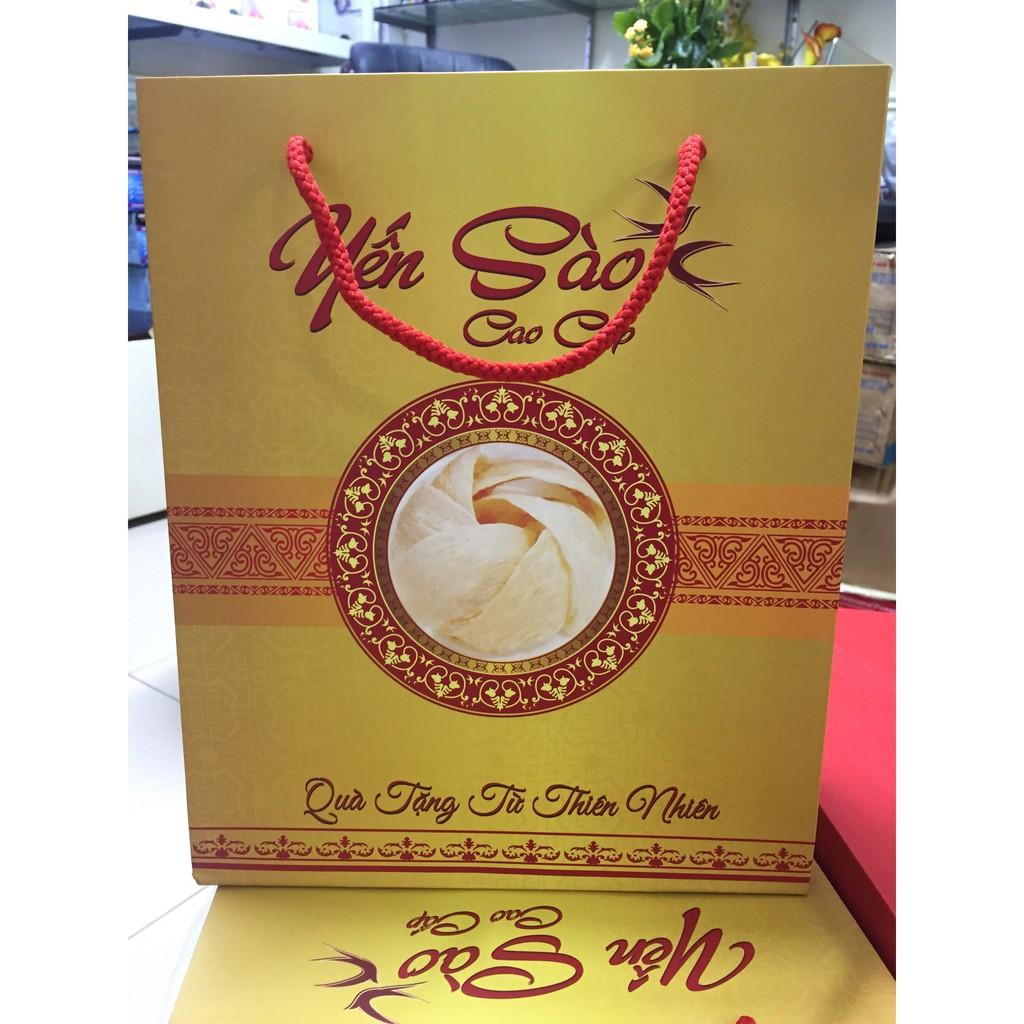 Yến Sào
Cao Cấp
Quà Tặng Từ Thiên Nhiên
Yến Sào
Cao Cấp